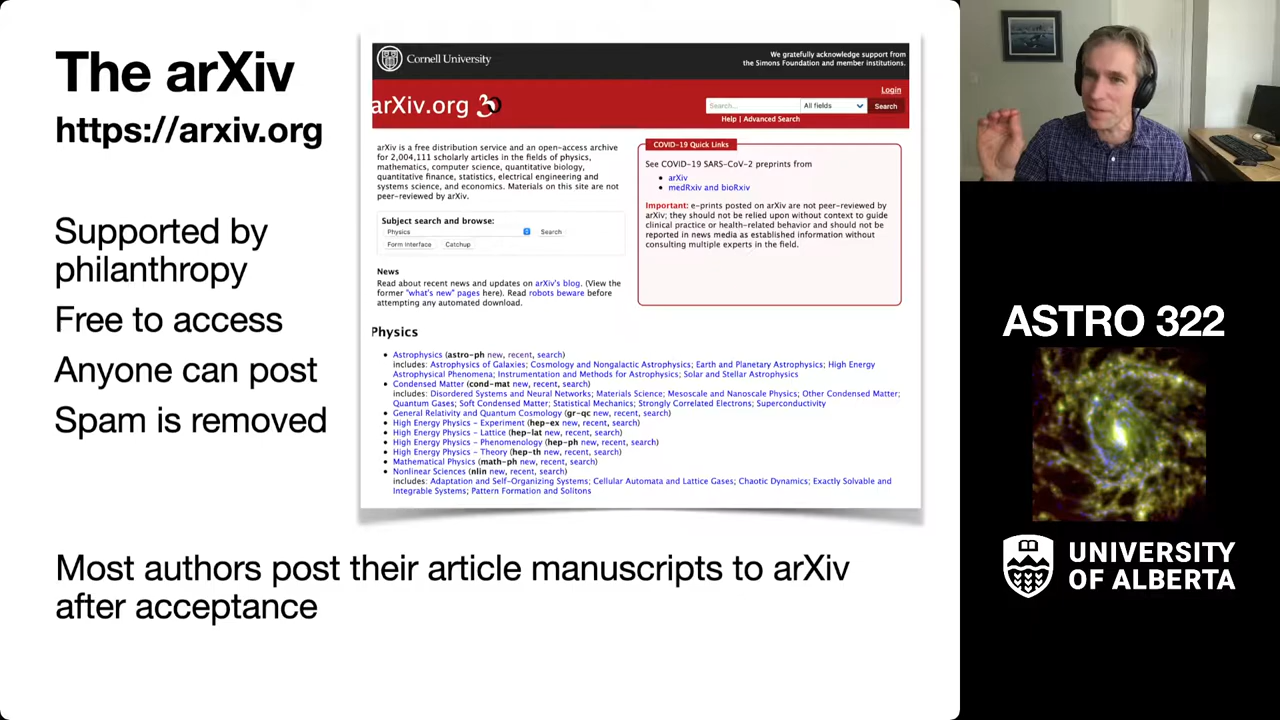 The arXiv
https://arxiv.org
Supported by
philanthropy
Free to access
Anyone can post
Spam is removed
Cornell University
We gratefully acknowledge support from
the Simons Foundation and member institutions.
Login
arXiv.org 30
Search...
All fields
Search
Help | Advanced Search
arXiv is a free distribution service and an open-access archive
for 2,004,111 scholarly articles in the fields of physics,
mathematics, computer science, quantitative biology,
quantitative finance, statistics, electrical engineering and
systems science, and economics. Materials on this site are not
peer-reviewed by arXiv.
Subject search and browse:
Physics
Search
Form Interface
Catchup
COVID-19 Quick Links
See COVID-19 SARS-CoV-2 preprints from
• arXiv
• medRxiv and bioRxiv
Important: e-prints posted on arXiv are not peer-reviewed by
arXiv; they should not be relied upon without context to guide
clinical practice or health-related behavior and should not be
reported in news media as established information without
consulting multiple experts in the field.
News
Read about recent news and updates on arXiv's blog. (View the
former "what's new" pages here). Read robots beware before
attempting any automated download.
Physics
• Astrophysics (astro-ph new, recent, search)
includes: Astrophysics of Galaxies; Cosmology and Nongalactic Astrophysics; Earth and Planetary Astrophysics; High Energy
Astrophysical Phenomena; Instrumentation and Methods for Astrophysics; Solar and Stellar Astrophysics
• Condensed Matter (cond-mat new, recent, search)
includes: Disordered Systems and Neural Networks; Materials Science; Mesoscale and Nanoscale Physics; Other Condensed Matter;
Quantum Gases; Soft Condensed Matter; Statistical Mechanics; Strongly Correlated Electrons; Superconductivity
• General Relativity and Quantum Cosmology (gr-qc new, recent, search)
• High Energy Physics - Experiment (hep-ex new, recent, search)
• High Energy Physics - Lattice (hep-lat new, recent, search)
• High Energy Physics - Phenomenology (hep-ph new, recent, search)
• High Energy Physics - Theory (hep-th new, recent, search)
• Mathematical Physics (math-ph new, recent, search)
• Nonlinear Sciences (nlin new, recent, search)
includes: Adaptation and Self-Organizing Systems; Cellular Automata and Lattice Gases; Chaotic Dynamics; Exactly Solvable and
Integrable Systems; Pattern Formation and Solitons
Most authors post their article manuscripts to arXiv
after acceptance
ASTRO 322
UNIVERSITY
OF ALBERTA